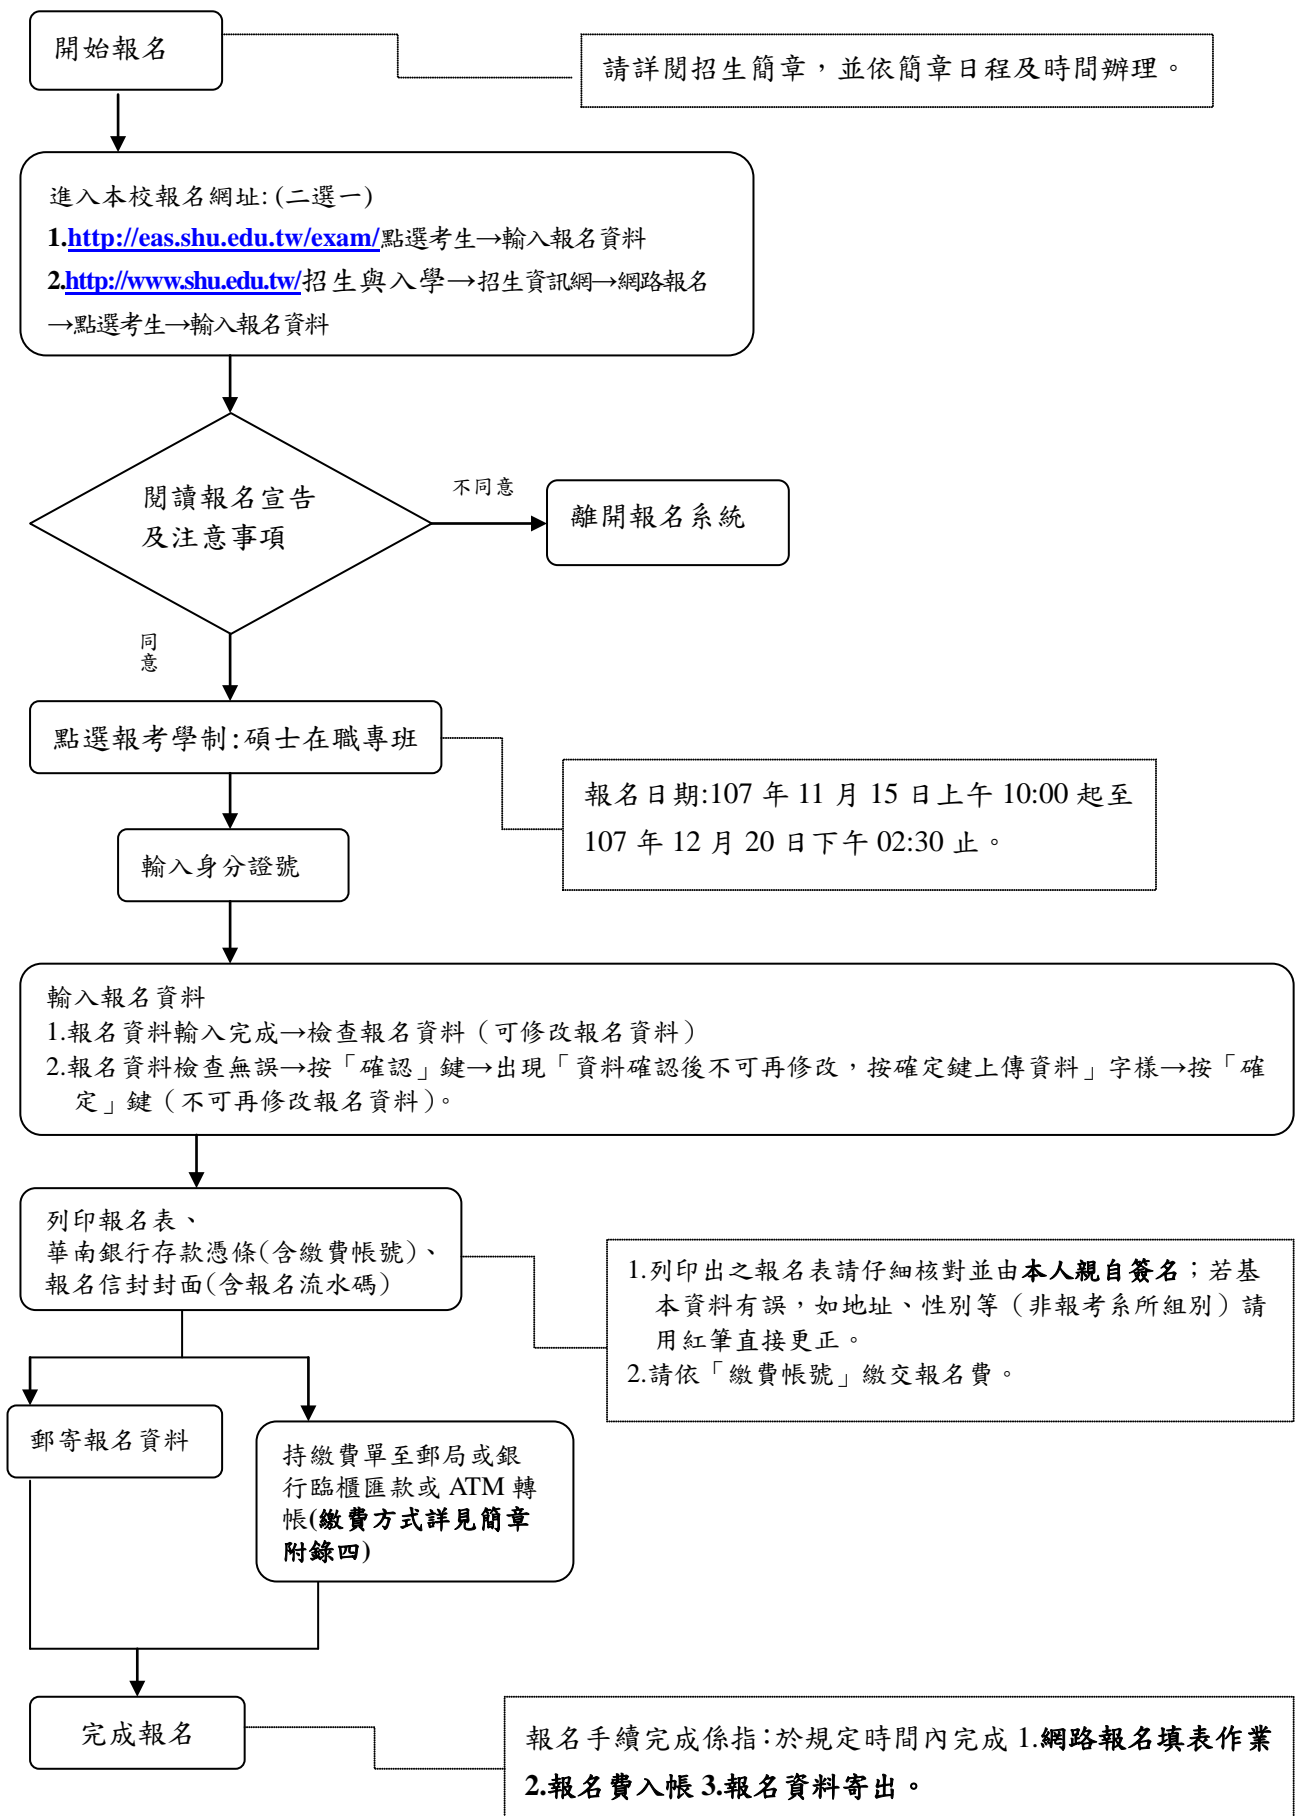 開始報名
請詳閱招生簡章，並依簡章日程及時間辦理。
進入本校報名網址: (二選一)
1.http://eas.shu.edu.tw/exam/點選考生→輸入報名資料
2.http://www.shu.edu.tw/招生與入學→招生資訊網→網路報名
→點選考生→輸入報名資料
閱讀報名宣告
及注意事項
不同意
離開報名系統
同
意
點選報考學制:碩士在職專班
報名日期:107 年 11 月 15 日上午 10:00 起至
107 年 12 月 20 日下午 02:30 止。
輸入身分證號
輸入報名資料
1.報名資料輸入完成→檢查報名資料（可修改報名資料）
2.報名資料檢查無誤→按「確認」鍵→出現「資料確認後不可再修改，按確定鍵上傳資料」字樣→按「確
定」鍵（不可再修改報名資料）。
列印報名表、
華南銀行存款憑條(含繳費帳號)、
報名信封封面(含報名流水碼)
1.列印出之報名表請仔細核對並由本人親自簽名；若基
本資料有誤，如地址、性別等（非報考系所組別）請
用紅筆直接更正。
2.請依「繳費帳號」繳交報名費。
郵寄報名資料
持繳費單至郵局或銀
行臨櫃匯款或 ATM 轉
帳(繳費方式詳見簡章
附錄四)
完成報名
報名手續完成係指:於規定時間內完成 1.網路報名填表作業
2.報名費入帳 3.報名資料寄出。